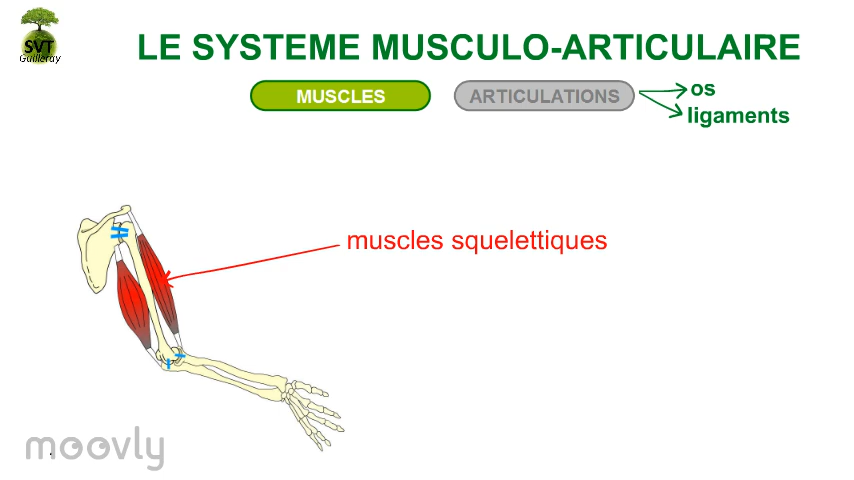 SVT
Guilleray
LE SYSTEME MUSCULO-ARTICULAIRE
MUSCLES
ARTICULATIONS
os
ligaments
muscles squelettiques
moovly